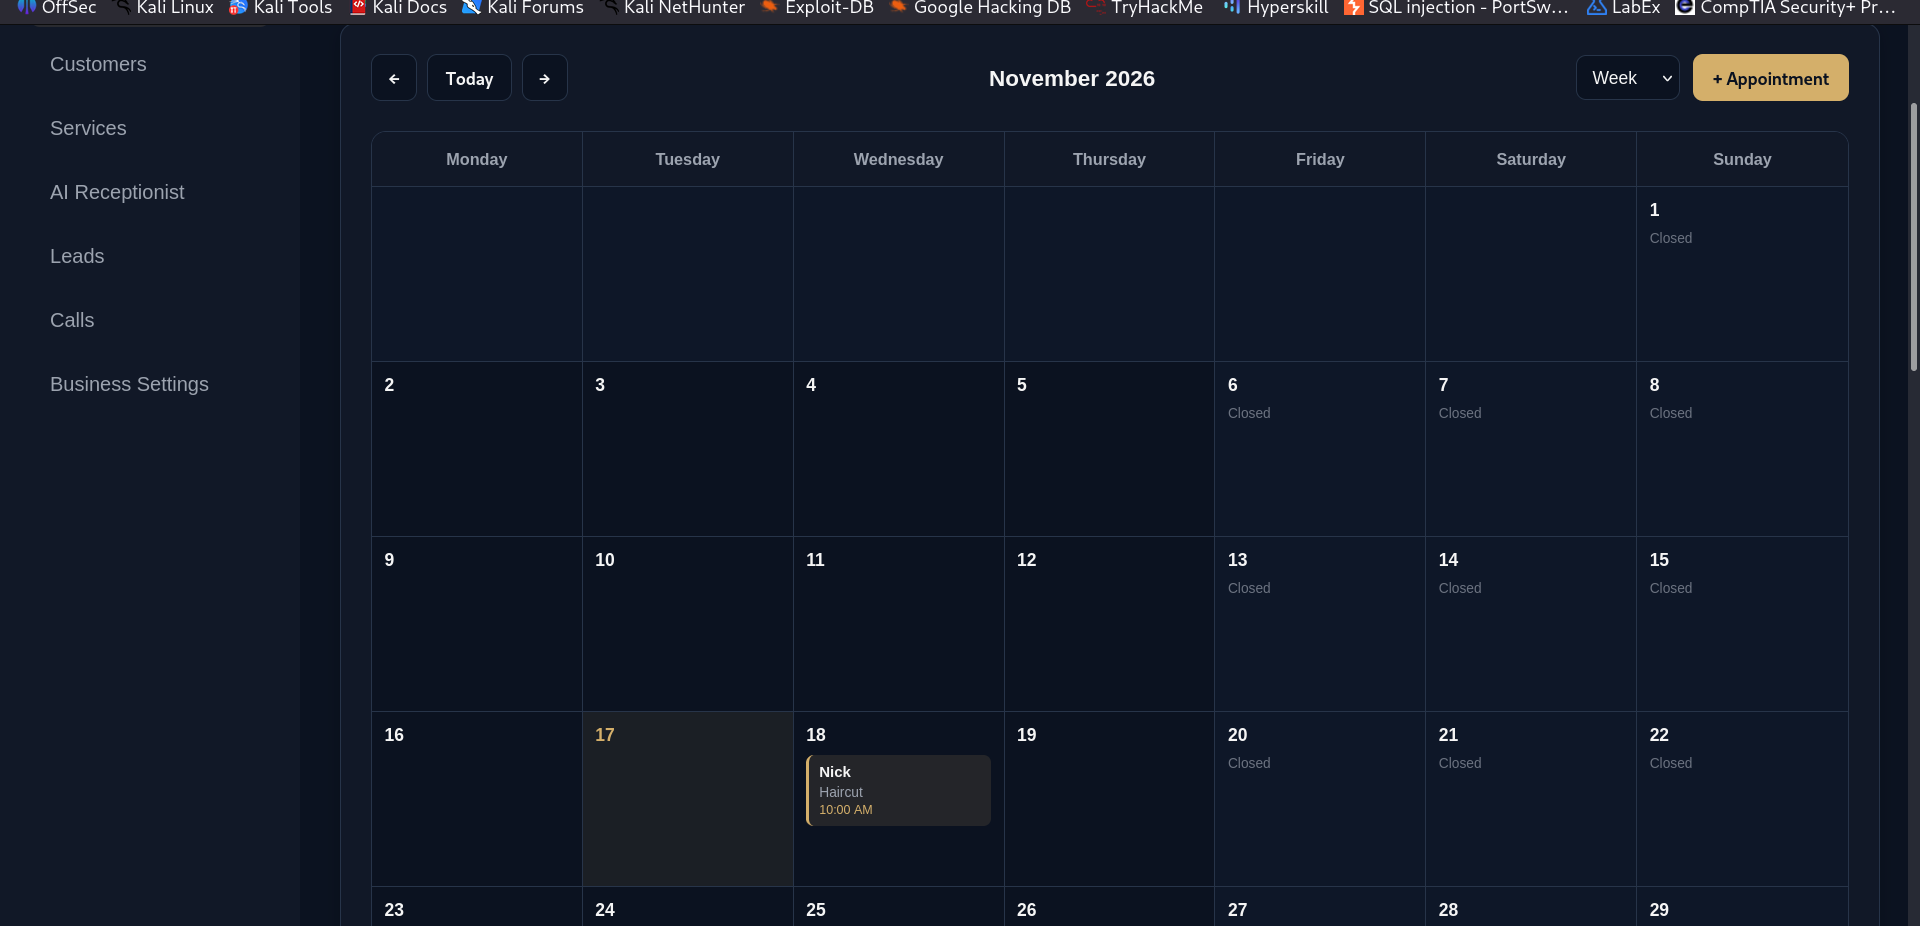 OffSec Kali Linux Kali Tools Kali Docs Kali Forums Kali NetHunter Exploit-DB Google Hacking DB TryHackMe Hyperskill SQL injection - PortSw… LabEx CompTIA Security+ Pr…
Customers
Services
AI Receptionist
Leads
Calls
Business Settings
← Today → November 2026 Week + Appointment
Monday Tuesday Wednesday Thursday Friday Saturday Sunday
1
Closed
2 3 4 5 6 7 8
Closed Closed Closed
9 10 11 12 13 14 15
Closed Closed Closed
16 17 18 19 20 21 22
Closed Closed Closed
Nick
Haircut
10:00 AM
23 24 25 26 27 28 29